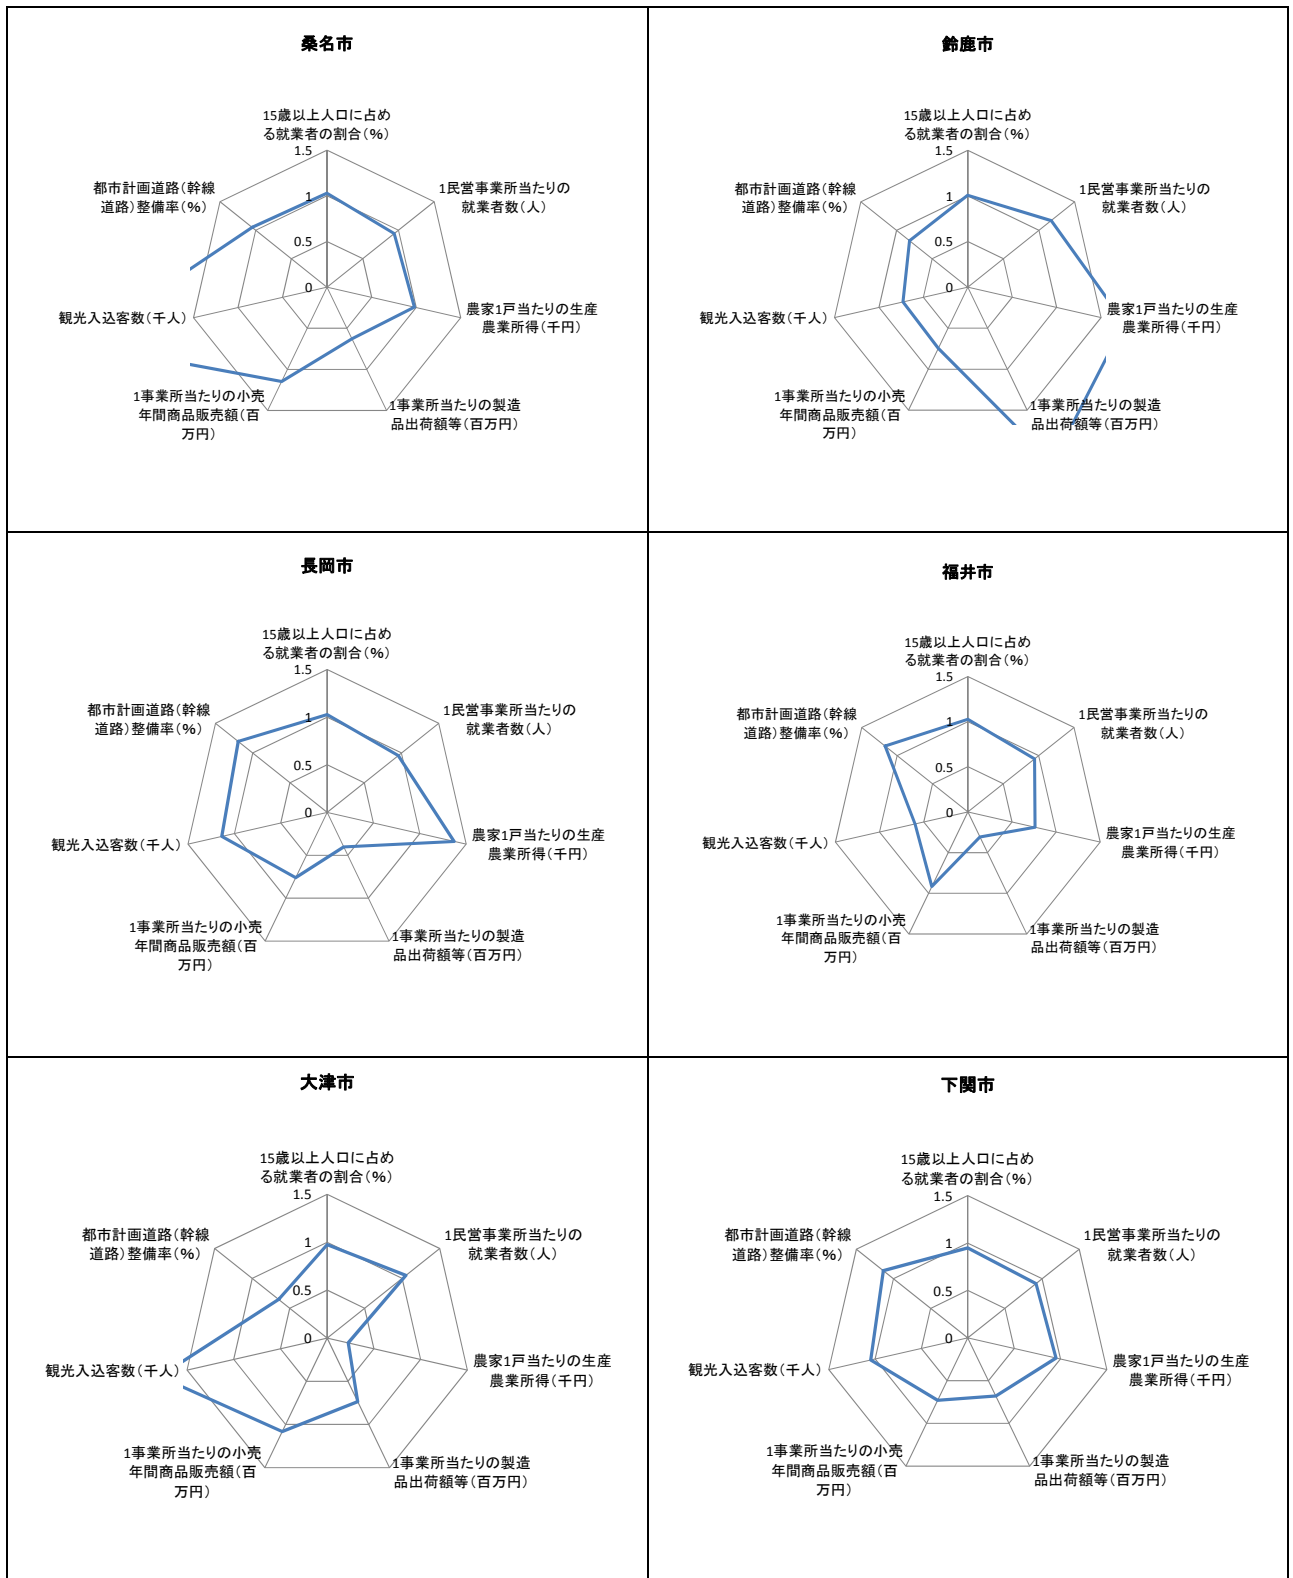 桑名市
15歳以上人口に占め
る就業者の割合(%)
1.5
1
0.5
0
1民営事業所当たりの
就業者数(人)
農家1戸当たりの生産
農業所得(千円)
1事業所当たりの製造
品出荷額等(百万円)
1事業所当たりの小売
年間商品販売額(百
万円)
観光入込客数(千人)
都市計画道路(幹線
道路)整備率(%)
鈴鹿市
15歳以上人口に占め
る就業者の割合(%)
1.5
1
0.5
0
1民営事業所当たりの
就業者数(人)
農家1戸当たりの生産
農業所得(千円)
1事業所当たりの製造
品出荷額等(百万円)
1事業所当たりの小売
年間商品販売額(百
万円)
観光入込客数(千人)
都市計画道路(幹線
道路)整備率(%)
長岡市
15歳以上人口に占め
る就業者の割合(%)
1.5
1
0.5
0
1民営事業所当たりの
就業者数(人)
農家1戸当たりの生産
農業所得(千円)
1事業所当たりの製造
品出荷額等(百万円)
1事業所当たりの小売
年間商品販売額(百
万円)
観光入込客数(千人)
都市計画道路(幹線
道路)整備率(%)
福井市
15歳以上人口に占め
る就業者の割合(%)
1.5
1
0.5
0
1民営事業所当たりの
就業者数(人)
農家1戸当たりの生産
農業所得(千円)
1事業所当たりの製造
品出荷額等(百万円)
1事業所当たりの小売
年間商品販売額(百
万円)
観光入込客数(千人)
都市計画道路(幹線
道路)整備率(%)
大津市
15歳以上人口に占め
る就業者の割合(%)
1.5
1
0.5
0
1民営事業所当たりの
就業者数(人)
農家1戸当たりの生産
農業所得(千円)
1事業所当たりの製造
品出荷額等(百万円)
1事業所当たりの小売
年間商品販売額(百
万円)
観光入込客数(千人)
都市計画道路(幹線
道路)整備率(%)
下関市
15歳以上人口に占め
る就業者の割合(%)
1.5
1
0.5
0
1民営事業所当たりの
就業者数(人)
農家1戸当たりの生産
農業所得(千円)
1事業所当たりの製造
品出荷額等(百万円)
1事業所当たりの小売
年間商品販売額(百
万円)
観光入込客数(千人)
都市計画道路(幹線
道路)整備率(%)